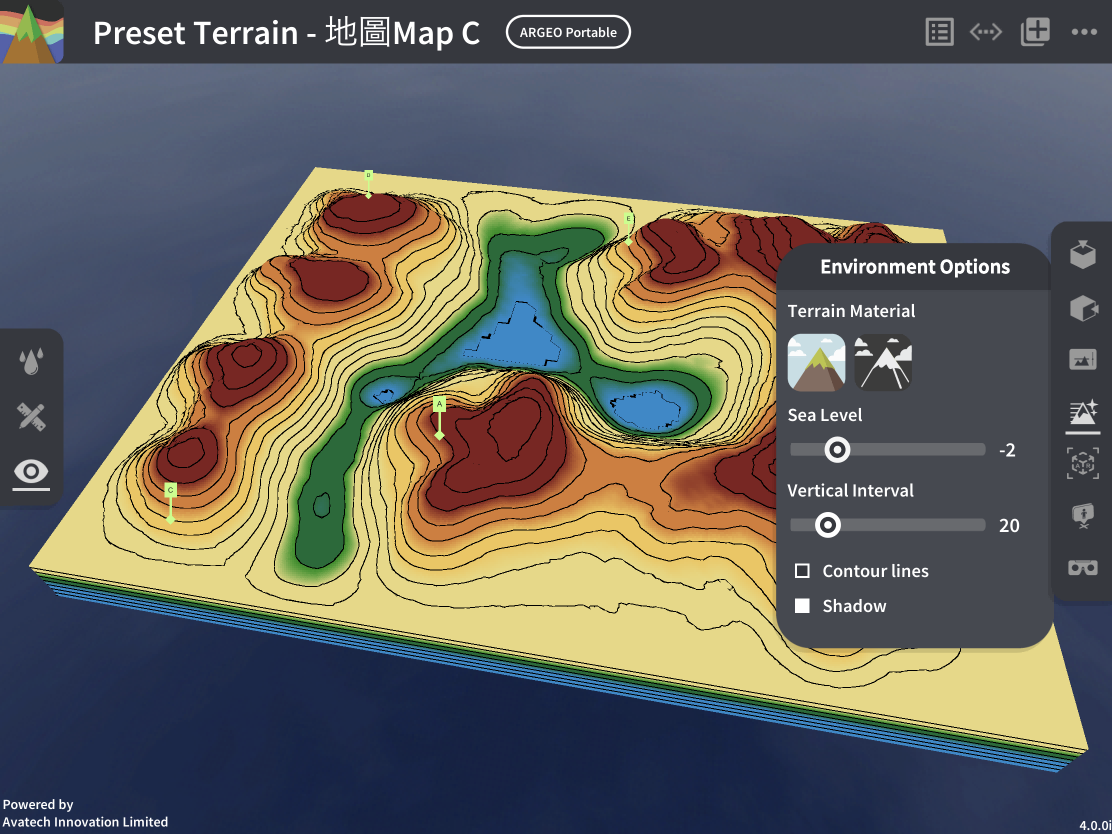 Preset Terrain - 地圖Map C
ARGEO Portable
E
A
C
Environment Options
Terrain Material
Sea Level
-2
Vertical Interval
20
Contour lines
Shadow
Powered by
Avatech Innovation Limited
4.0.0i